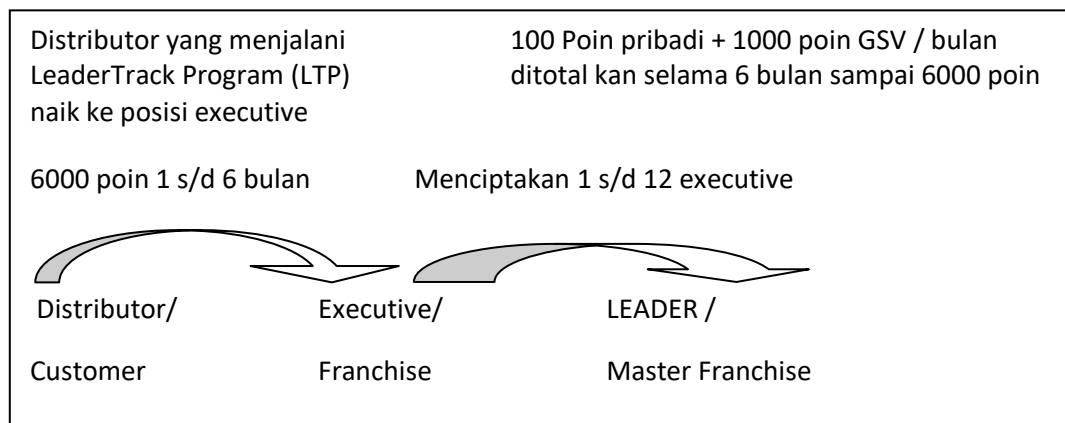 Distributor yang menjalani
LeaderTrack Program (LTP)
naik ke posisi executive
100 Poin pribadi + 1000 poin GSV / bulan
ditotal kan selama 6 bulan sampai 6000 poin
6000 poin 1 s/d 6 bulan
Menciptakan 1 s/d 12 executive
Distributor/
Executive/
LEADER /
Customer
Franchise
Master Franchise